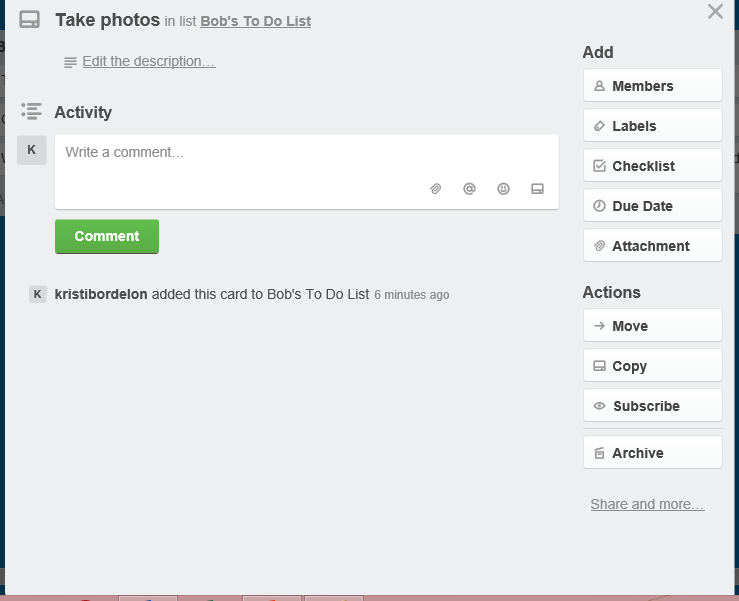 Take photos in list Bob's To Do List
Edit the description…
Activity
K
Write a comment…
Comment
K kristibordelon added this card to Bob's To Do List 6 minutes ago
Add
Members
Labels
Checklist
Due Date
Attachment
Actions
Move
Copy
Subscribe
Archive
Share and more…